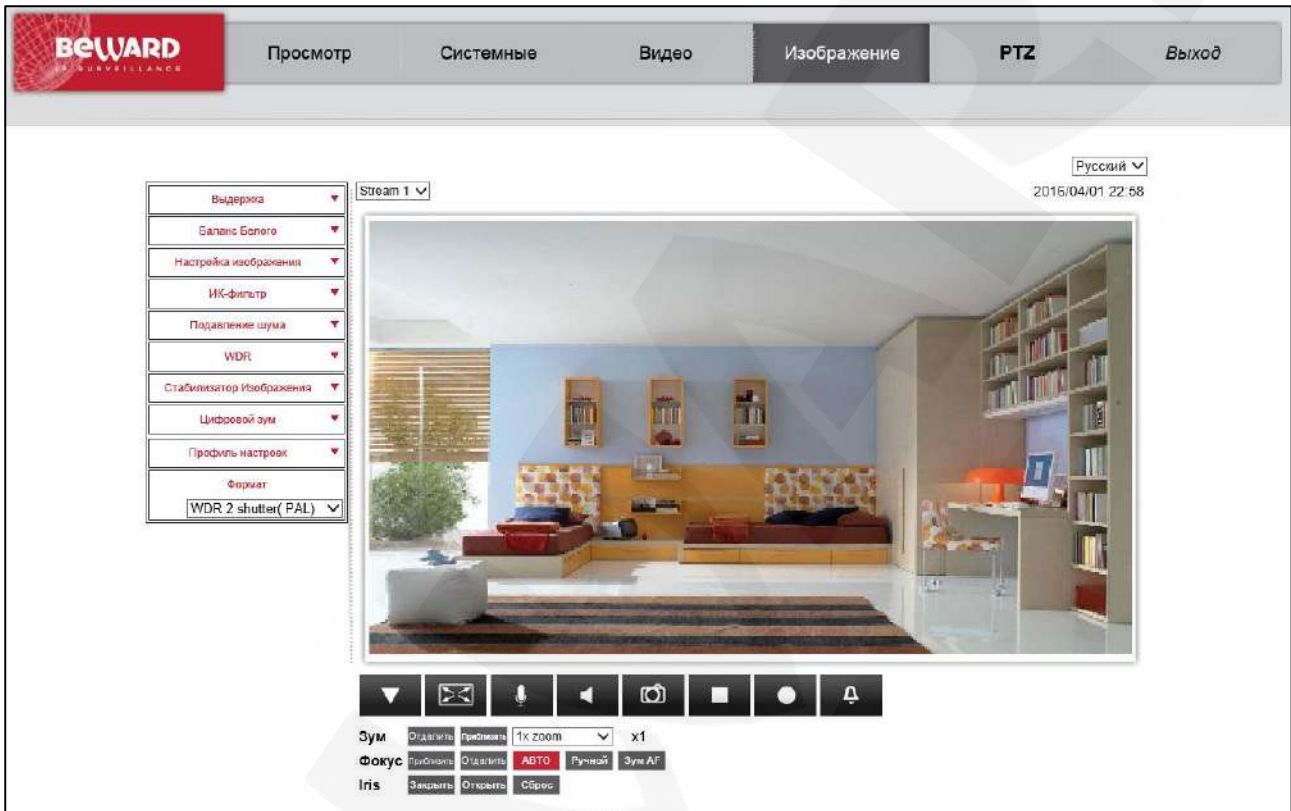 BEWARD
IP SURVEILLANCE
Просмотр
Системные
Видео
Изображение
PTZ
Выход
Русский
Stream 1
2016/04/01 22:58
Выдержка
Баланс Белого
Настройка изображения
ИК-фильтр
Подавление шума
WDR
Стабилизатор Изображения
Цифровой зум
Профиль настроек
Формат
WDR 2 shutter( PAL)
Зум Отдалить Приблизить 1x zoom x1
Фокус Приблизить Отдалить АВТО Ручной Зум AF
Iris Закрыть Открыть Сброс